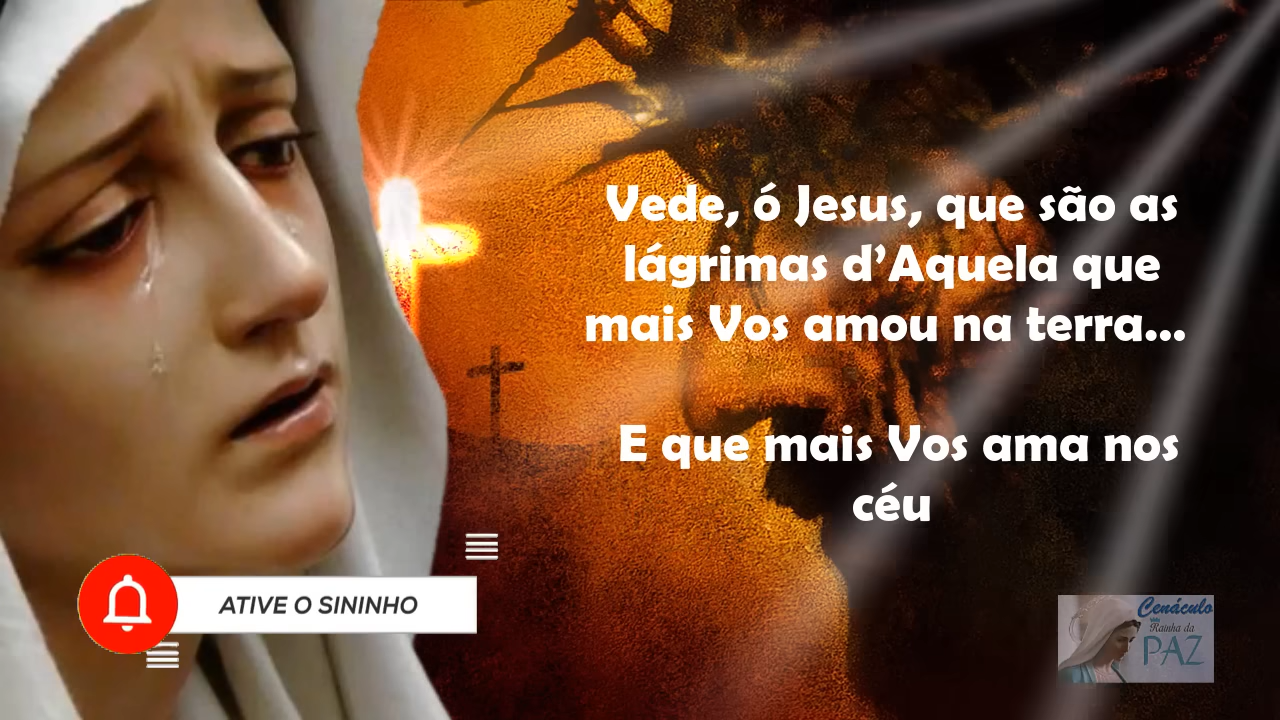 Vede, ó Jesus, que são as
lágrimas d’Aquela que
mais Vos amou na terra...
E que mais Vos ama nos
céu
ATIVE O SININHO
Cenáculo
Rainha da
PAZ